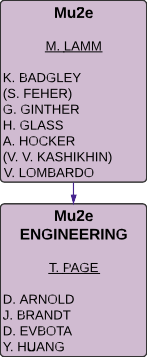 Mu2e
M. LAMM
K. BADGLEY
(S. FEHER)
G. GINTHER
H. GLASS
A. HOCKER
(V. V. KASHIKHIN)
V. LOMBARDO
Mu2e
ENGINEERING
T. PAGE
D. ARNOLD
J. BRANDT
D. EVBOTA
Y. HUANG